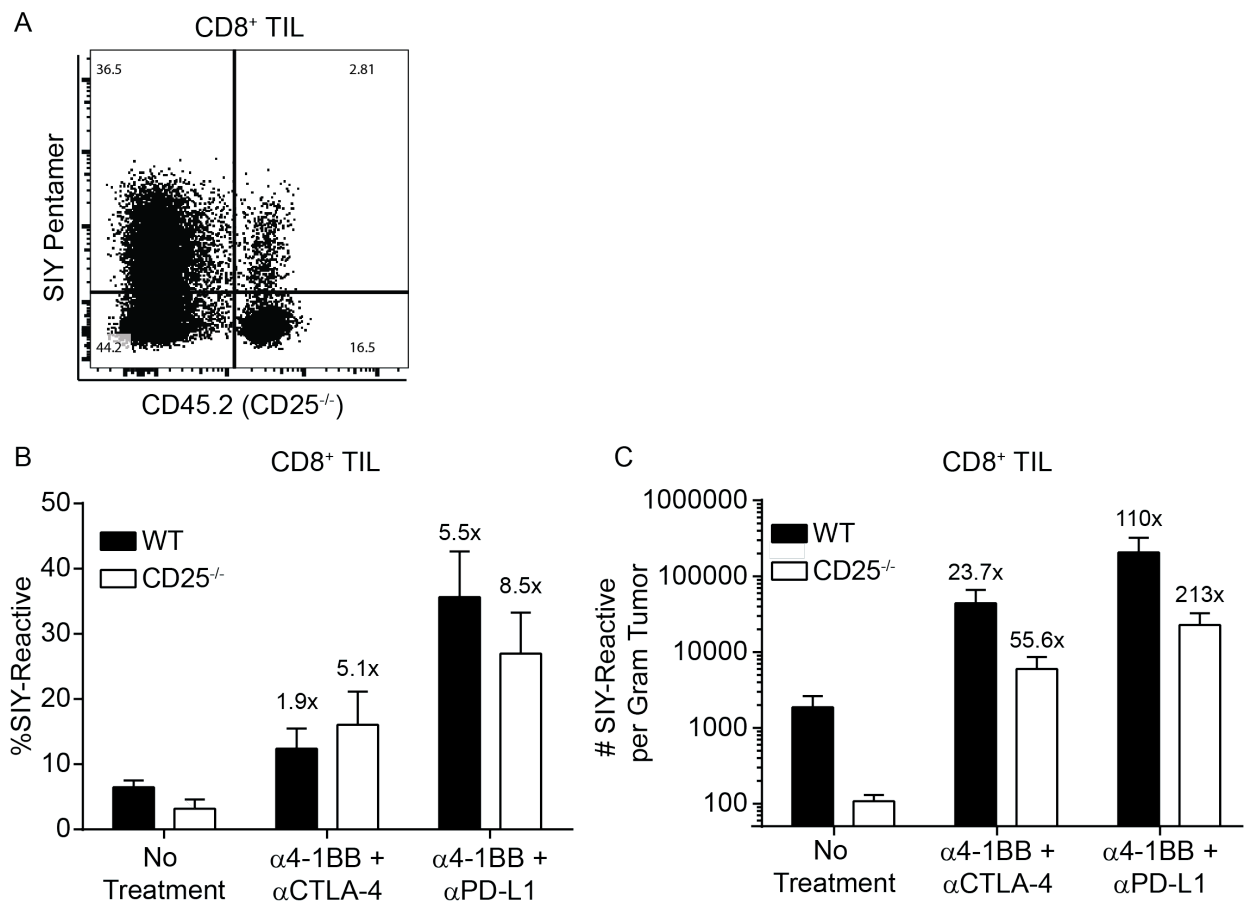 A
CD8⁺ TIL
36.5
2.81
SIY Pentamer
44.2
16.5
CD45.2 (CD25⁻/⁻)
B
CD8⁺ TIL
%SIY-Reactive
50
40
30
20
10
0
WT
CD25⁻/⁻
1.9x
5.1x
5.5x
8.5x
No
Treatment
α4-1BB +
αCTLA-4
α4-1BB +
αPD-L1
C
CD8⁺ TIL
# SIY-Reactive
per Gram Tumor
1000000
100000
10000
1000
100
WT
CD25⁻/⁻
23.7x
55.6x
110x
213x
No
Treatment
α4-1BB +
αCTLA-4
α4-1BB +
αPD-L1